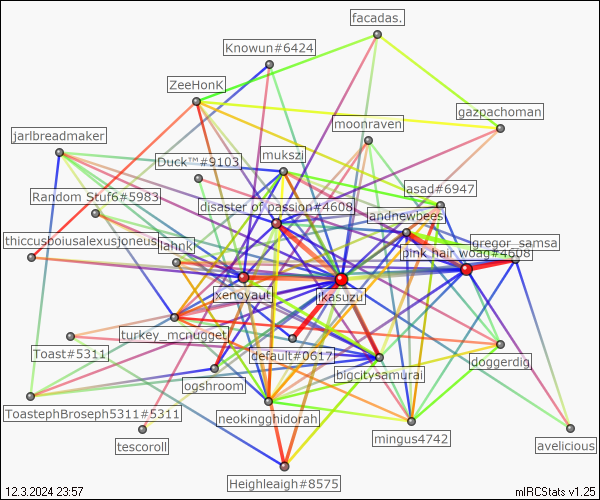 facadas.
Knowun#6424
ZeeHonK
gazpachoman
moonraven
jarlbreadmaker
mukszi
Duck™#9103
asad#6947
Random Stuf6#5983
disaster of passion#4608
andnewbees
thiccusboiusalexusjoneus
lahnk
gregor_samsa
pink hair woag#4608
xenoyaut
ikasuzu
turkey_mcnugget
Toast#5311
default#0617
doggerdig
bigcitysamurai
ogshroom
ToastephBroseph5311#5311
neokingghidorah
tescoroll
mingus4742
avelicious
Heighleaigh#8575
12.3.2024 23:57
mIRCStats v1.25